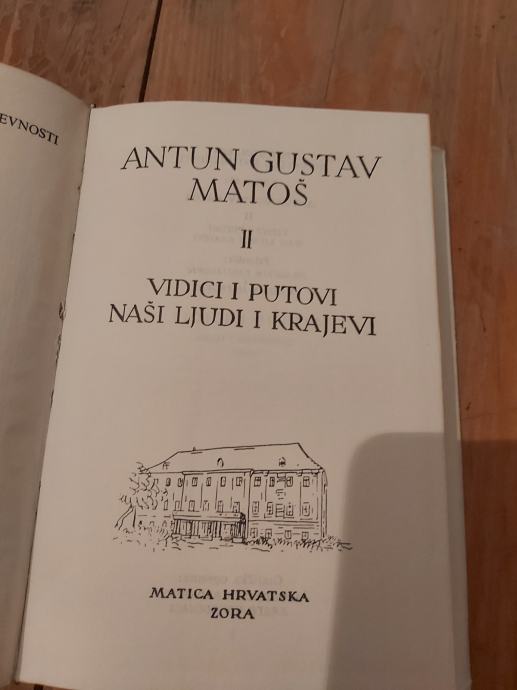 EVNOSTI
ANTUN GUSTAV
MATOŠ
II
VIDICI I PUTOVI
NAŠI LJUDI I KRAJEVI
MATICA HRVATSKA
ZORA